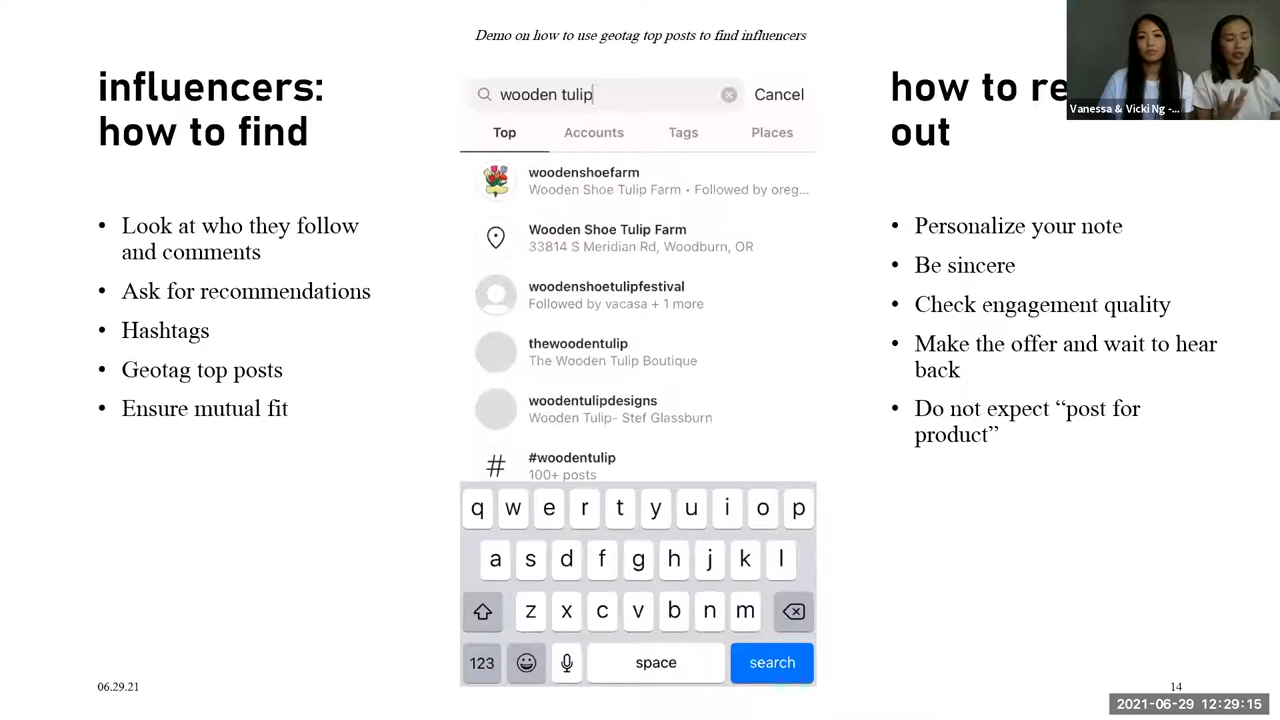 Demo on how to use geotag top posts to find influencers
influencers:
how to find
• Look at who they follow
and comments
• Ask for recommendations
• Hashtags
• Geotag top posts
• Ensure mutual fit
wooden tulip
Cancel
Top
Accounts
Tags
Places
woodenshoefarm
Wooden Shoe Tulip Farm • Followed by oreg...
Wooden Shoe Tulip Farm
33814 S Meridian Rd, Woodburn, OR
woodenshoetulipfestival
Followed by vacasa + 1 more
thewoodentulip
The Wooden Tulip Boutique
woodentulipdesigns
Wooden Tulip- Stef Glassburn
# #woodentulip
100+ posts
q w e r t y u i o p
a s d f g h j k l
z x c v b n m
123
space
search
how to re
out
• Personalize your note
• Be sincere
• Check engagement quality
• Make the offer and wait to hear
back
• Do not expect “post for
product”
Vanessa & Vicki Ng -...
06.29.21
14
2021-06-29 12:29:15